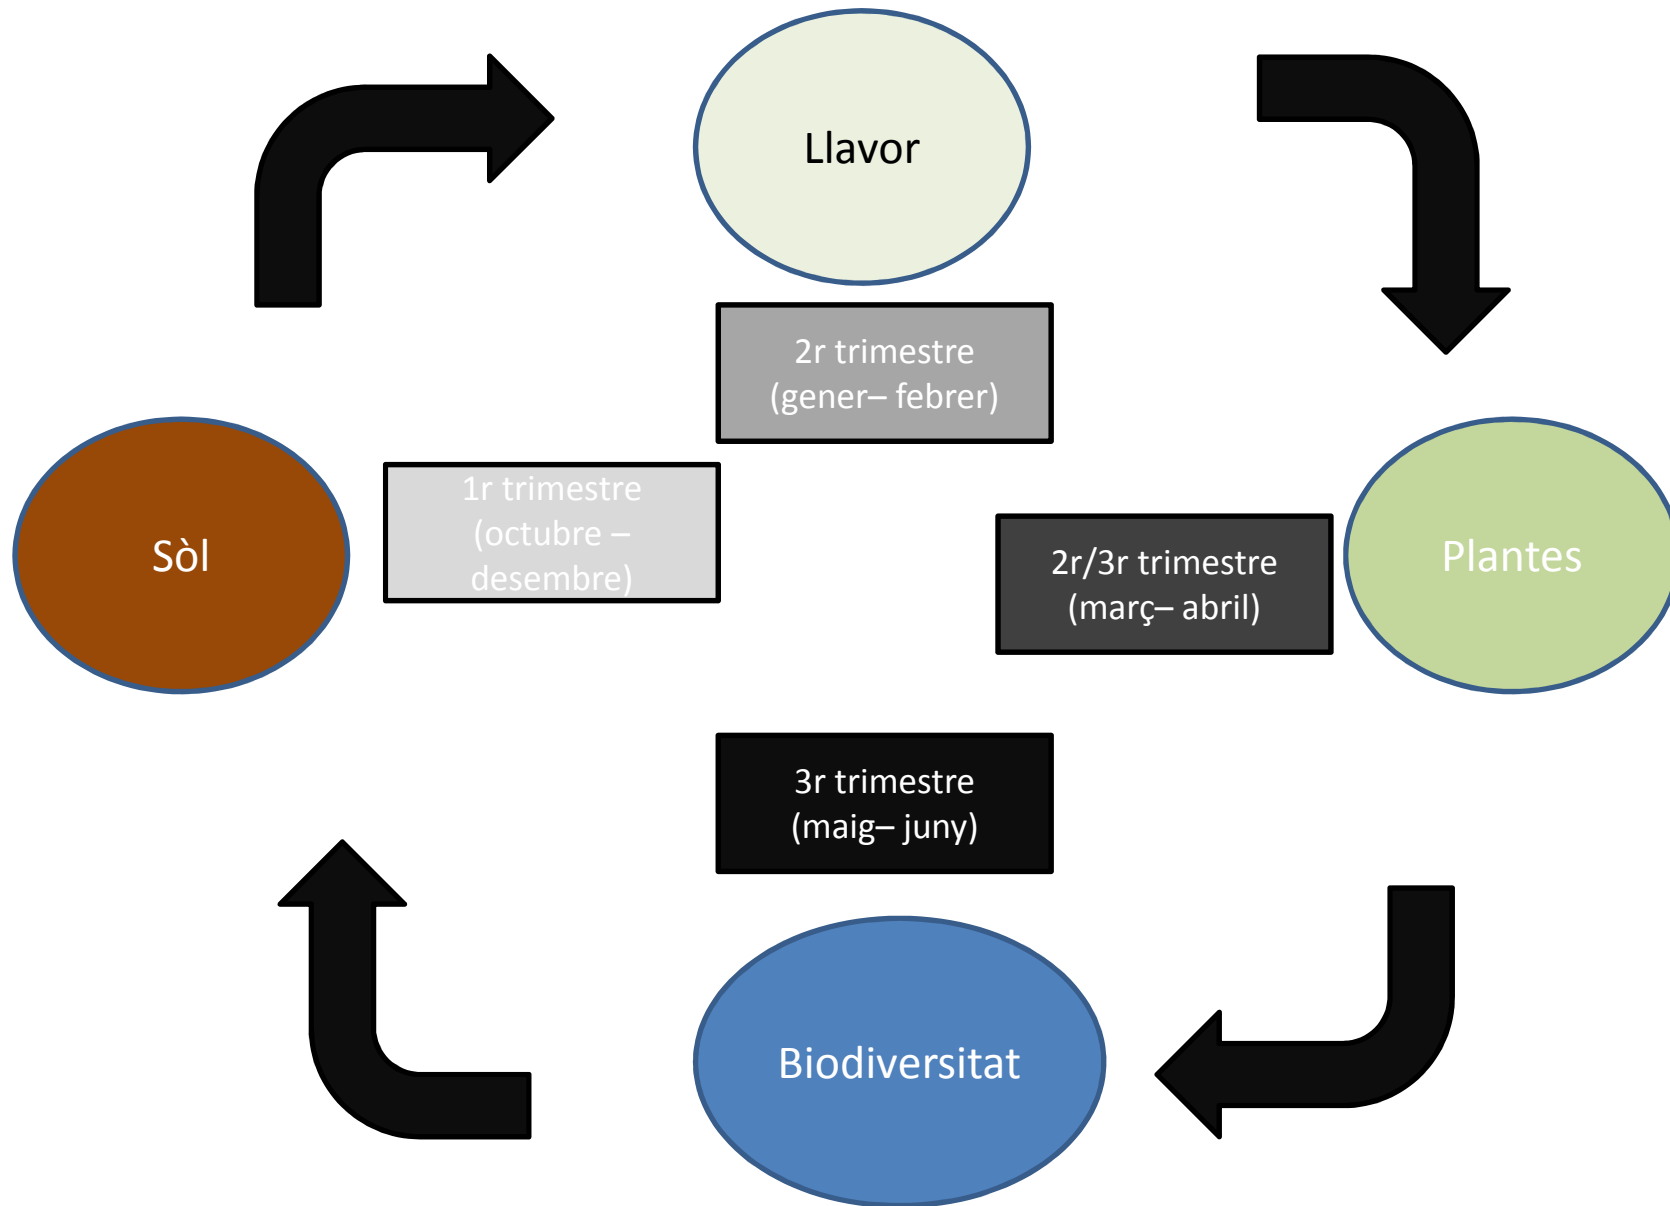 Llavor
2r trimestre
(gener– febrer)
Sòl
1r trimestre
(octubre –
desembre)
2r/3r trimestre
(març– abril)
Plantes
3r trimestre
(maig– juny)
Biodiversitat